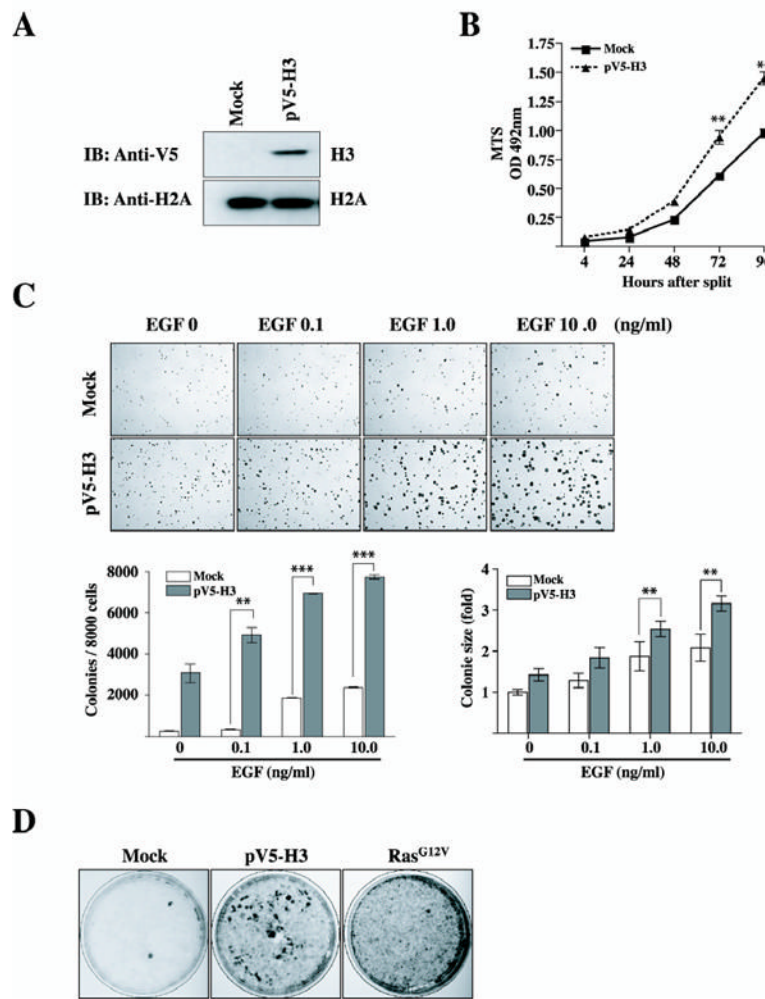 A
Mock
pV5-H3
IB: Anti-V5
H3
IB: Anti-H2A
H2A
B
1.75
1.50
1.25
1.00
0.75
0.50
0.25
MTS
OD 492nm
Mock
pV5-H3
**
*
4 24 48 72 9
Hours after split
C
EGF 0 EGF 0.1 EGF 1.0 EGF 10 .0 (ng/ml)
Mock
pV5-H3
8000
6000
4000
2000
Colonies / 8000 cells
Mock
pV5-H3
**
***
***
0 0.1 1.0 10.0
EGF (ng/ml)
4
3
2
1
Colonie size (fold)
Mock
pV5-H3
**
**
0 0.1 1.0 10.0
EGF (ng/ml)
D
Mock pV5-H3 RasG12V